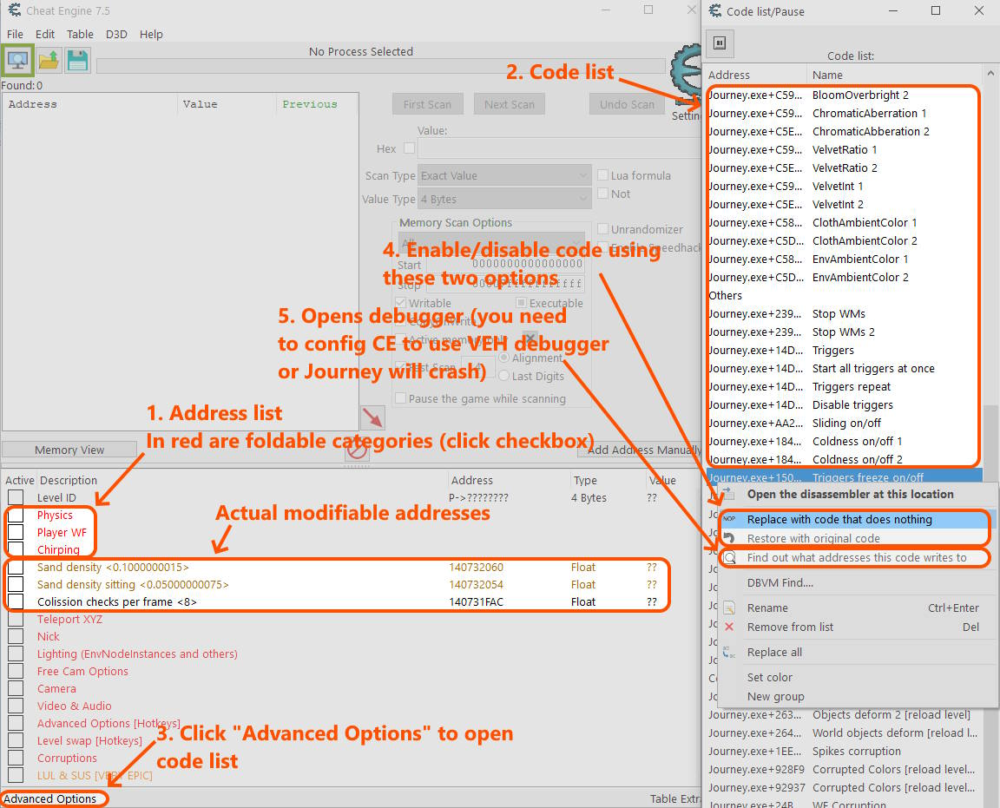 Cheat Engine 7.5
File Edit Table D3D Help
No Process Selected
Found: 0
Address Value Previous
First Scan Next Scan Undo Scan
Settin
Value:
Hex
Scan Type Exact Value
Lua formula
Not
Value Type 4 Bytes
Memory Scan Options
All
Unrandomizer
Enable Speedhack
Start 0000000000000000
Stop 00007fffffffffff
Writable Executable
CopyOnWrite
Active memory only
Fast Scan 4 Alignment
Last Digits
Pause the game while scanning
Memory View
Add Address Manually
1. Address list
In red are foldable categories (click checkbox)
2. Code list
4. Enable/disable code using
these two options
5. Opens debugger (you need
to config CE to use VEH debugger
or Journey will crash)
Active Description Address Type Value
Level ID P->???????? 4 Bytes ??
Physics
Player WF
Chirping
Actual modifiable addresses
Sand density <0.1000000015> 140732060 Float ??
Sand density sitting <0.05000000075> 140732054 Float ??
Colission checks per frame <8> 140731FAC Float ??
Teleport XYZ
Nick
Lighting (EnvNodeInstances and others)
Free Cam Options
Camera
Video & Audio
Advanced Options [Hotkeys]
Level swap [Hotkeys]
Corruptions
LUL & SUS [VERY EPIC]
3. Click "Advanced Options" to open
code list
Advanced Options
Table Extra
Code list/Pause
Code list:
Address Name
Journey.exe+C59... BloomOverbright 2
Journey.exe+C59... ChromaticAberration 1
Journey.exe+C5E... ChromaticAbberation 2
Journey.exe+C59... VelvetRatio 1
Journey.exe+C5E... VelvetRatio 2
Journey.exe+C59... VelvetInt 1
Journey.exe+C5E... VelvetInt 2
Journey.exe+C58... ClothAmbientColor 1
Journey.exe+C5D... ClothAmbientColor 2
Journey.exe+C58... EnvAmbientColor 1
Journey.exe+C5D... EnvAmbientColor 2
Others
Journey.exe+239... Stop WMs
Journey.exe+239... Stop WMs 2
Journey.exe+14D... Triggers
Journey.exe+14D... Start all triggers at once
Journey.exe+14D... Triggers repeat
Journey.exe+14D... Disable triggers
Journey.exe+AA2... Sliding on/off
Journey.exe+184... Coldness on/off 1
Journey.exe+184... Coldness on/off 2
Journey.exe+150... Triggers freeze on/off
Open the disassembler at this location
NOP Replace with code that does nothing
Restore with original code
Find out what addresses this code writes to
DBVM Find....
Rename Ctrl+Enter
Remove from list Del
Replace all
Set color
New group
Journey.exe+263... Objects deform 2 [reload level]
Journey.exe+264... World objects deform [reload l...
Journey.exe+1EE... Spikes corruption
Journey.exe+928F9 Corrupted Colors [reload level...
Journey.exe+92937 Corrupted Colors [reload level...
Journey.exe+24B... WF Corruption